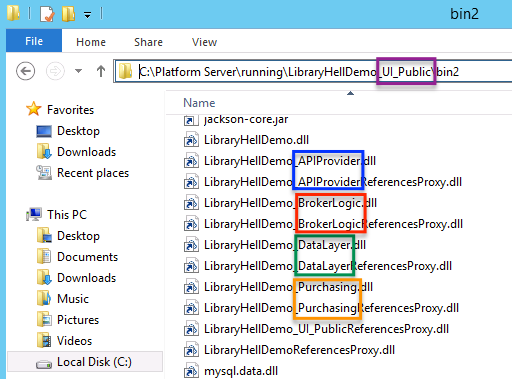 bin2
File
Home
Share
View
C:\Platform Server\running\LibraryHellDemo_UI_Public\bin2
Favorites
Desktop
Downloads
Recent places
This PC
Desktop
Documents
Downloads
Music
Pictures
Videos
Local Disk (C:)
Name
jackson-core.jar
LibraryHellDemo.dll
LibraryHellDemo_APIProvider.dll
LibraryHellDemo_APIProviderReferencesProxy.dll
LibraryHellDemo_BrokerLogic.dll
LibraryHellDemo_BrokerLogicReferencesProxy.dll
LibraryHellDemo_DataLayer.dll
LibraryHellDemo_DataLayerReferencesProxy.dll
LibraryHellDemo_Purchasing.dll
LibraryHellDemo_PurchasingReferencesProxy.dll
LibraryHellDemo_UI_PublicReferencesProxy.dll
LibraryHellDemoReferencesProxy.dll
mysql.data.dll